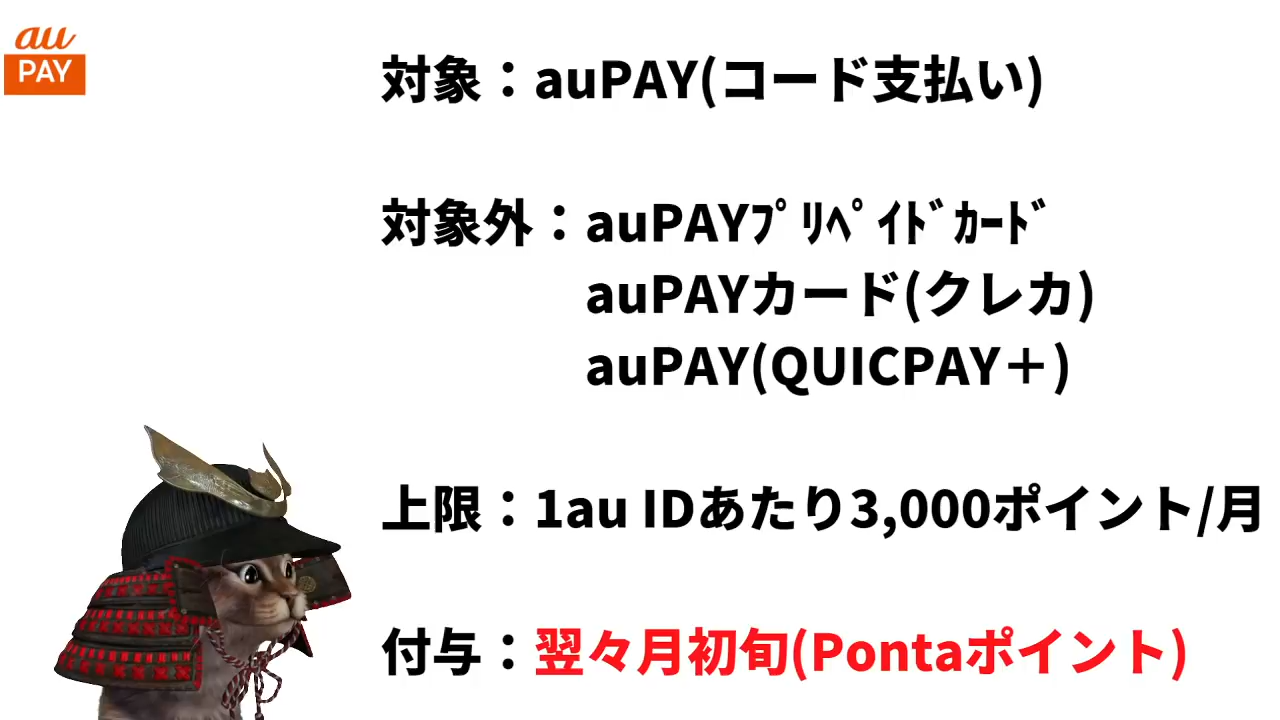 au
PAY
対象：auPAY(コード支払い)
対象外：auPAYﾌﾟﾘﾍﾟｲﾄﾞｶｰﾄﾞ
auPAYカード(クレカ)
auPAY(QUICPAY＋)
上限：1au IDあたり3,000ポイント/月
付与：翌々月初旬(Pontaポイント)